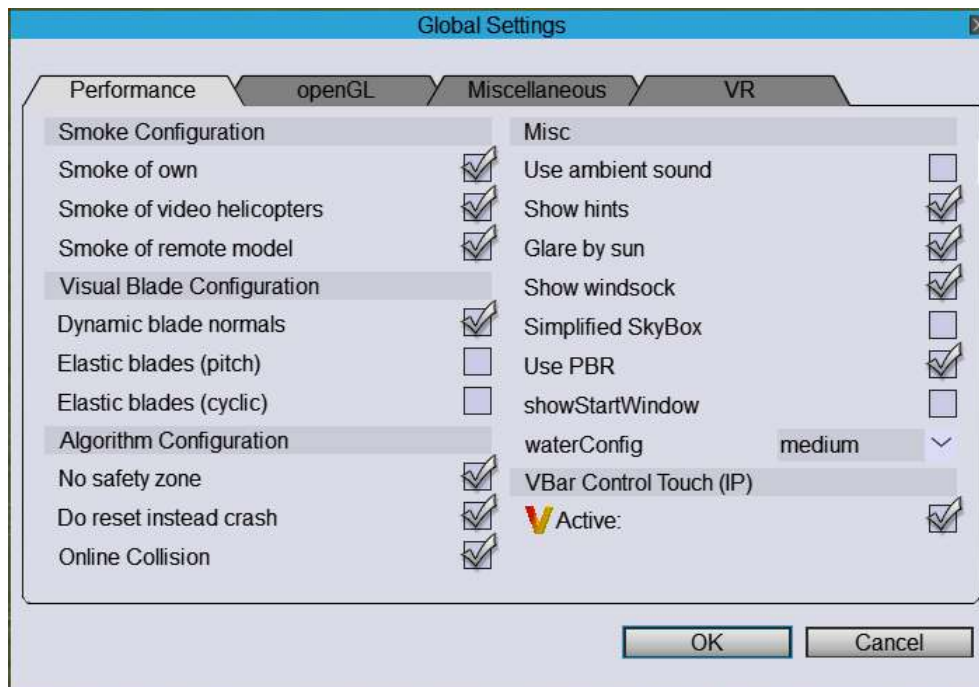 Global Settings
Performance
openGL
Miscellaneous
VR
Smoke Configuration
Smoke of own
Smoke of video helicopters
Smoke of remote model
Visual Blade Configuration
Dynamic blade normals
Elastic blades (pitch)
Elastic blades (cyclic)
Algorithm Configuration
No safety zone
Do reset instead crash
Online Collision
Misc
Use ambient sound
Show hints
Glare by sun
Show windsock
Simplified SkyBox
Use PBR
showStartWindow
waterConfig medium
VBar Control Touch (IP)
V Active:
OK
Cancel